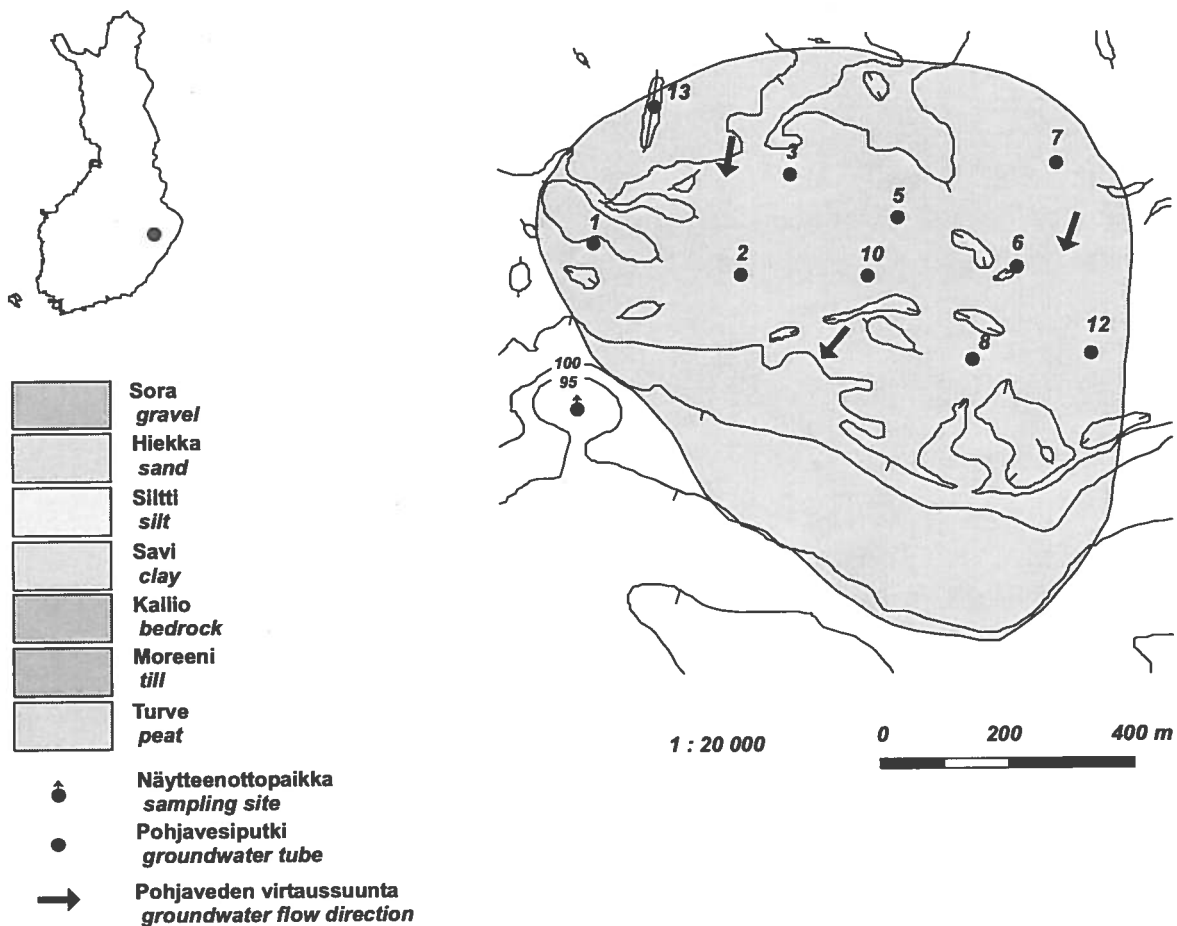 13
3
7
5
1
2
10
6
12
8
100
95
Sora
gravel
Hiekka
sand
Siltti
silt
Savi
clay
Kallio
bedrock
Moreeni
till
Turve
peat
1 : 20 000
0 200 400 m
Näytteenottopaikka
sampling site
Pohjavesiputki
groundwater tube
Pohjaveden virtaussuunta
groundwater flow direction